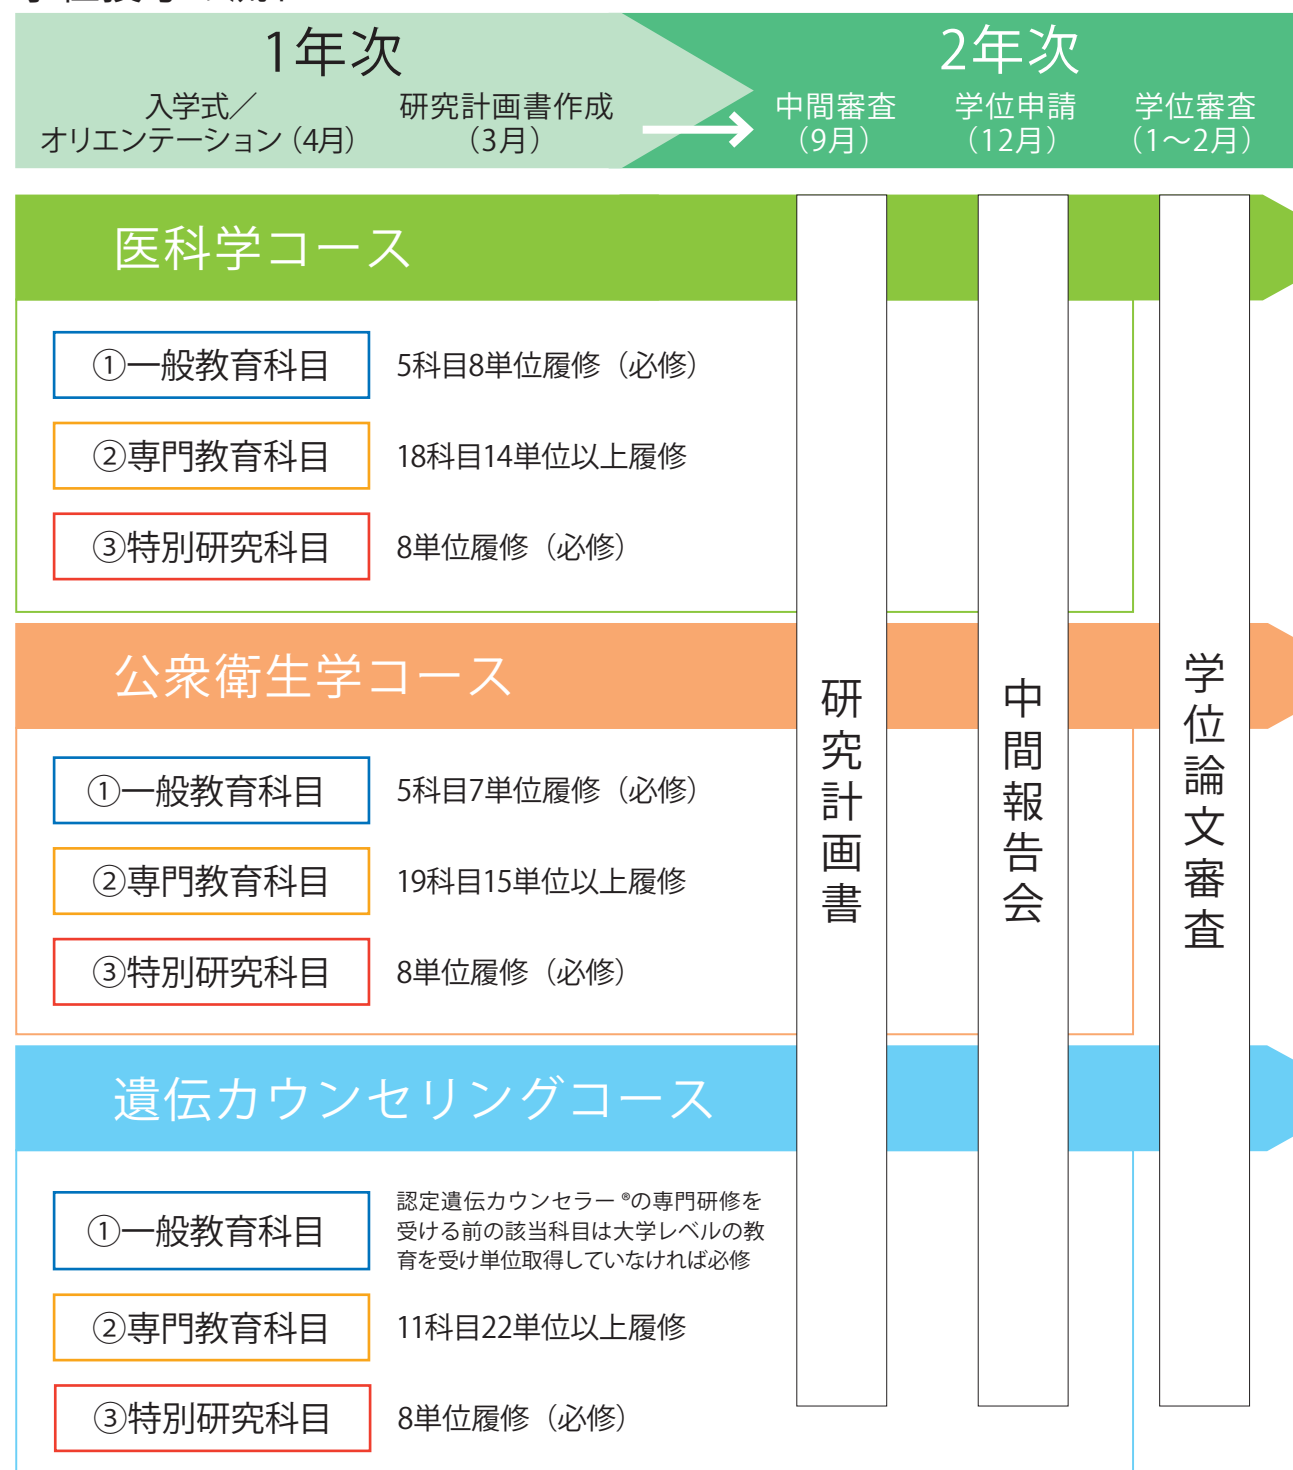 1年次
入学式／
オリエンテーション（4月）
研究計画書作成
（3月）
2年次
中間審査
（9月）
学位申請
（12月）
学位審査
（1～2月）
医科学コース
①一般教育科目
5科目8単位履修（必修）
②専門教育科目
18科目14単位以上履修
③特別研究科目
8単位履修（必修）
公衆衛生学コース
①一般教育科目
5科目7単位履修（必修）
②専門教育科目
19科目15単位以上履修
③特別研究科目
8単位履修（必修）
遺伝カウンセリングコース
①一般教育科目
認定遺伝カウンセラー®の専門研修を
受ける前の該当科目は大学レベルの教
育を受け単位取得していなければ必修
②専門教育科目
11科目22単位以上履修
③特別研究科目
8単位履修（必修）
研究計画書
中間報告会
学位論文審査